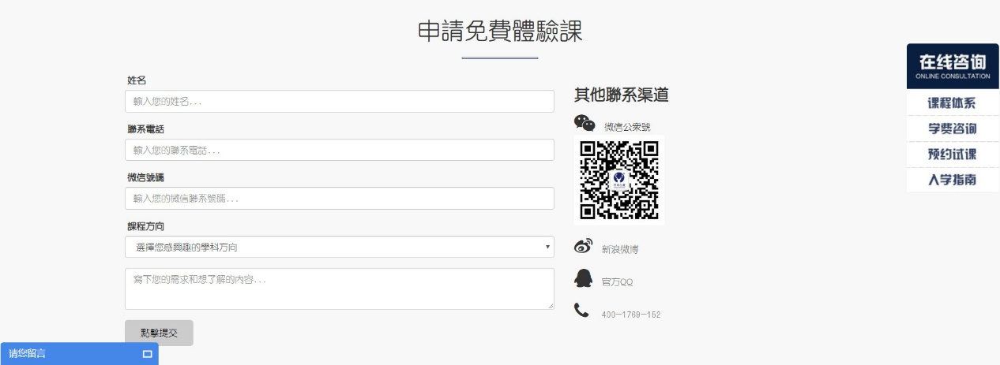 申請免費體驗課
姓名
輸入您的姓名...
聯系電話
輸入您的聯系電話...
微信號碼
輸入您的微信聯系號碼...
課程方向
選擇您感興趣的學科方向
寫下您的需求和想了解的内容...
點擊提交
请您留言
其他聯系渠道
微信公衆號
新浪微博
官方QQ
400-1768-152
在线咨询
ONLINE CONSULTATION
课程体系
学费咨询
预约试课
入学指南